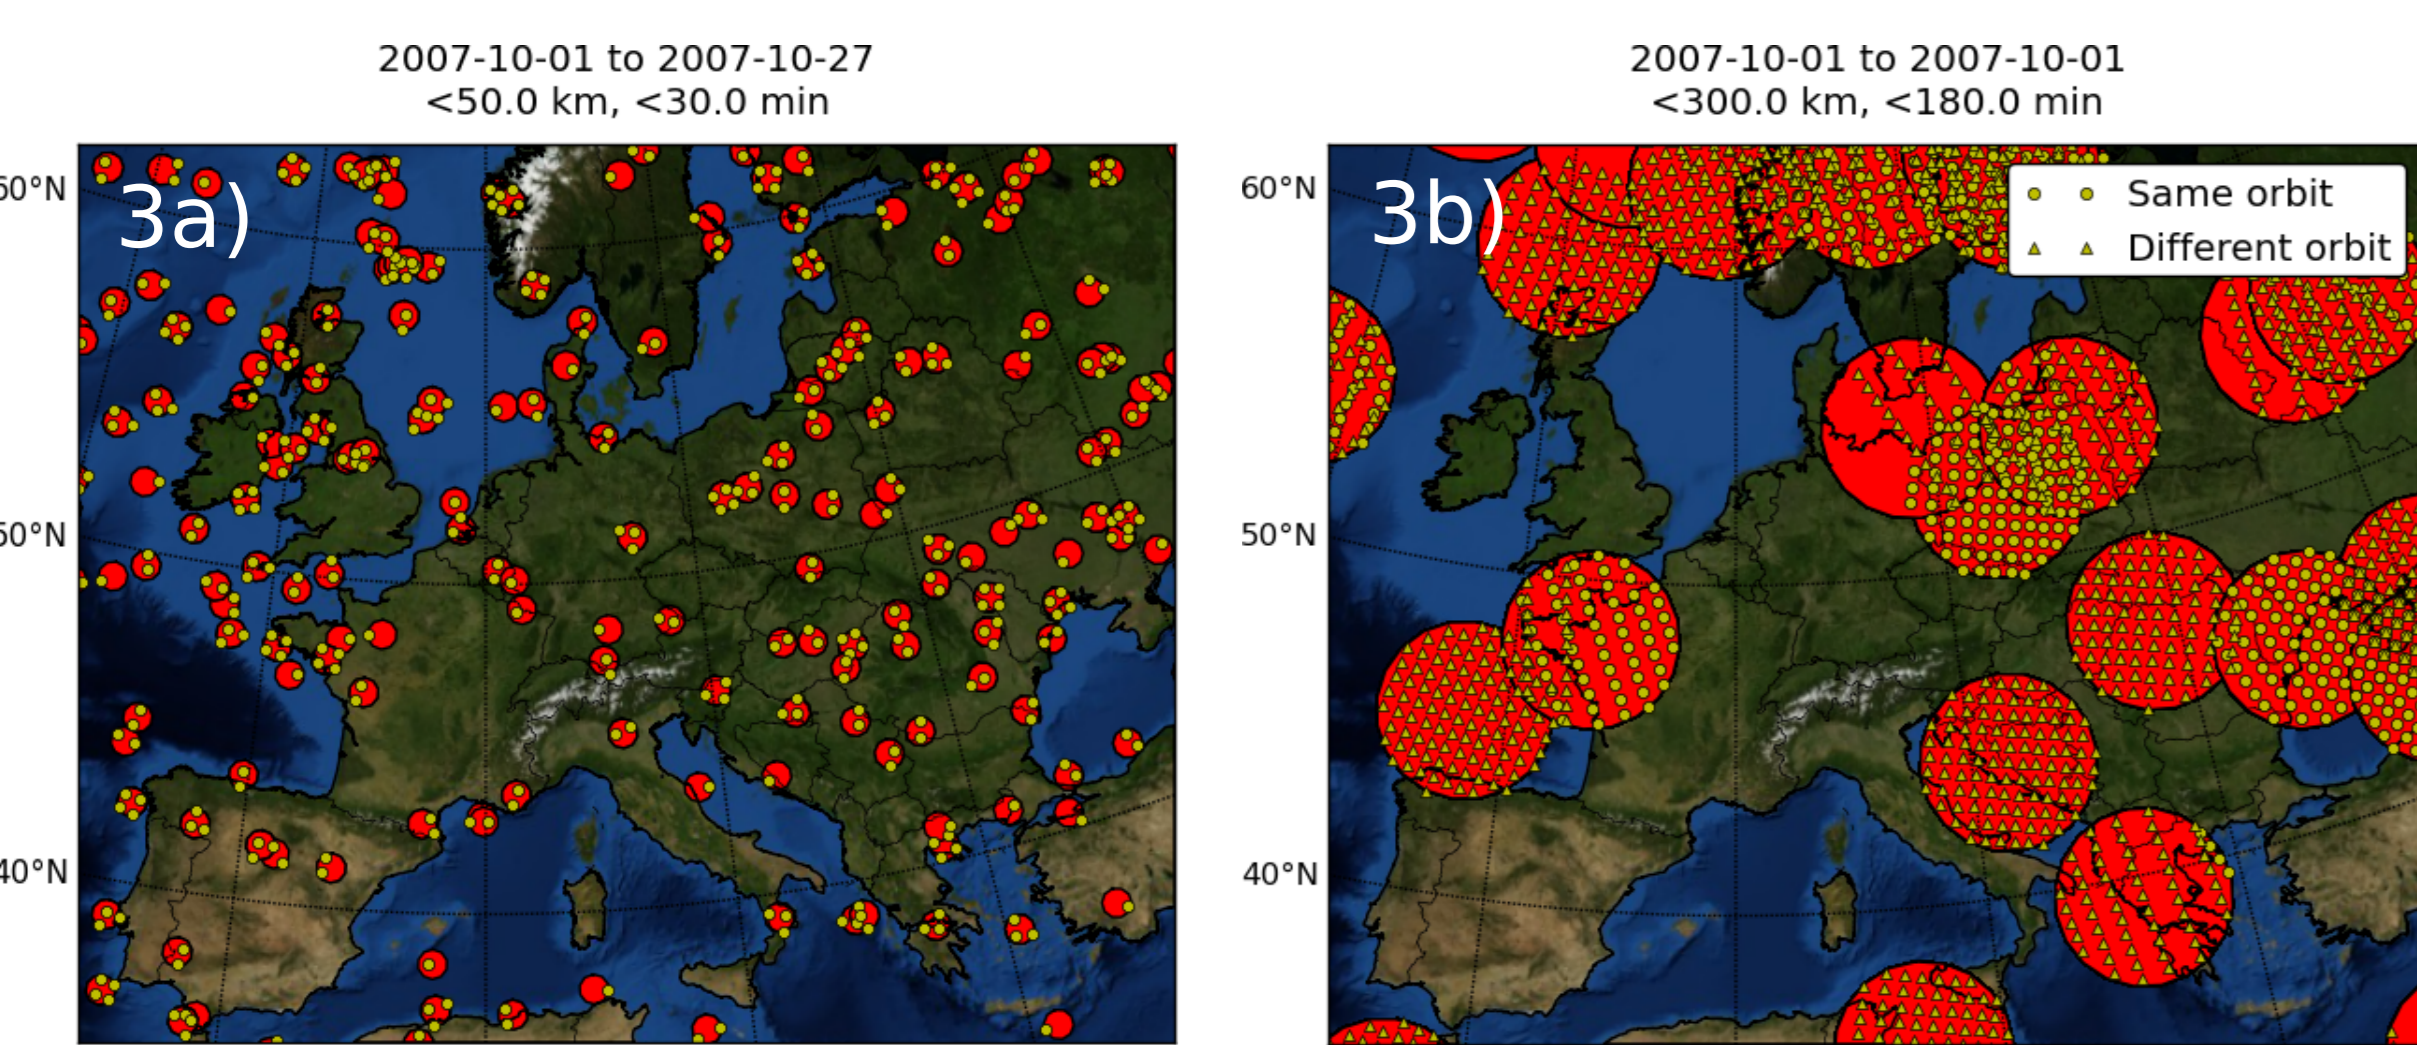 2007-10-01 to 2007-10-27
<50.0 km, <30.0 min
3a)
50°N
40°N
2007-10-01 to 2007-10-01
<300.0 km, <180.0 min
60°N
50°N
40°N
3b)
Same orbit
Different orbit